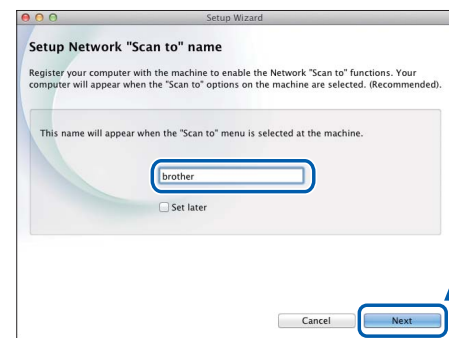 Setup Wizard
Setup Network "Scan to" name
Register your computer with the machine to enable the Network "Scan to" functions. Your
computer will appear when the "Scan to" options on the machine are selected. (Recommended).
This name will appear when the "Scan to" menu is selected at the machine.
brother
Set later
Cancel Next